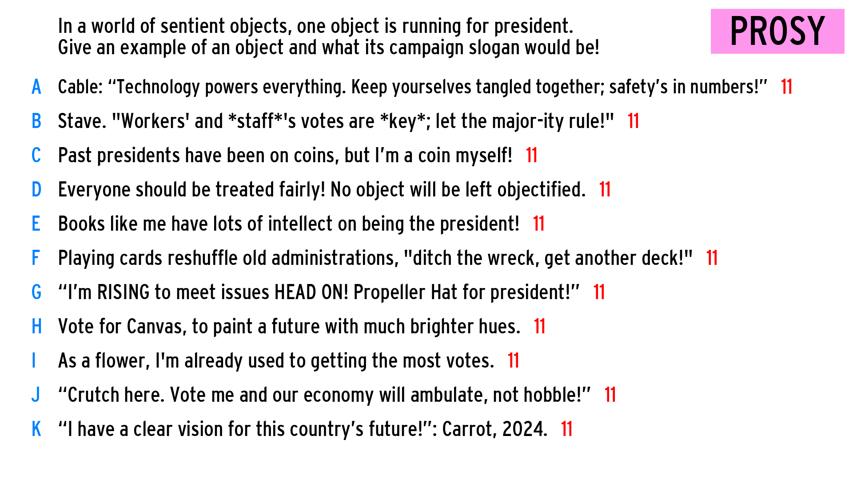 In a world of sentient objects, one object is running for president.
Give an example of an object and what its campaign slogan would be!
PROSY
A Cable: “Technology powers everything. Keep yourselves tangled together; safety’s in numbers!” 11
B Stave. "Workers' and *staff*'s votes are *key*; let the major-ity rule!" 11
C Past presidents have been on coins, but I’m a coin myself! 11
D Everyone should be treated fairly! No object will be left objectified. 11
E Books like me have lots of intellect on being the president! 11
F Playing cards reshuffle old administrations, "ditch the wreck, get another deck!" 11
G “I’m RISING to meet issues HEAD ON! Propeller Hat for president!” 11
H Vote for Canvas, to paint a future with much brighter hues. 11
I As a flower, I'm already used to getting the most votes. 11
J “Crutch here. Vote me and our economy will ambulate, not hobble!” 11
K “I have a clear vision for this country’s future!”: Carrot, 2024. 11